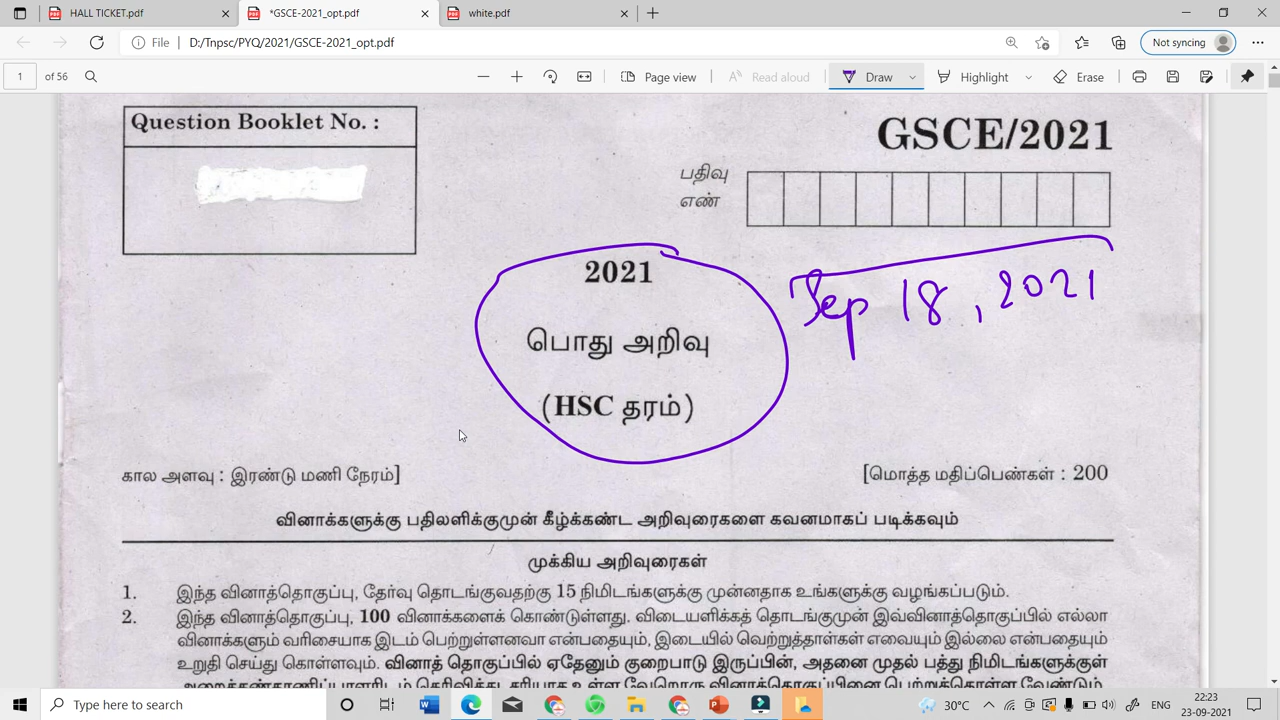 HALL TICKET.pdf
*GSCE-2021_opt.pdf
white.pdf
File
D:/Tnpsc/PYQ/2021/GSCE-2021_opt.pdf
Not syncing
1 of 56
Page view
Read aloud
Draw
Highlight
Erase
Question Booklet No. :
GSCE/2021
பதிவு
எண்
2021
Sep 18, 2021
பொது அறிவு
(HSC தரம்)
கால அளவு : இரண்டு மணி நேரம்]
[மொத்த மதிப்பெண்கள் : 200
வினாக்களுக்கு பதிலளிக்குமுன் கீழ்க்கண்ட அறிவுரைகளை கவனமாகப் படிக்கவும்
முக்கிய அறிவுரைகள்
1. இந்த வினாத்தொகுப்பு, தேர்வு தொடங்குவதற்கு 15 நிமிடங்களுக்கு முன்னதாக உங்களுக்கு வழங்கப்படும்.
2. இந்த வினாத்தொகுப்பு, 100 வினாக்களைக் கொண்டுள்ளது. விடையளிக்கத் தொடங்குமுன் இவ்வினாத்தொகுப்பில் எல்லா
வினாக்களும் வரிசையாக இடம் பெற்றுள்ளனவா என்பதையும், இடையில் வெற்றுத்தாள்கள் எவையும் இல்லை என்பதையும்
உறுதி செய்து கொள்ளவும். வினாத் தொகுப்பில் ஏதேனும் குறைபாடு இருப்பின், அதனை முதல் பத்து நிமிடங்களுக்குள்
Type here to search
30°C
ENG
22:23
23-09-2021